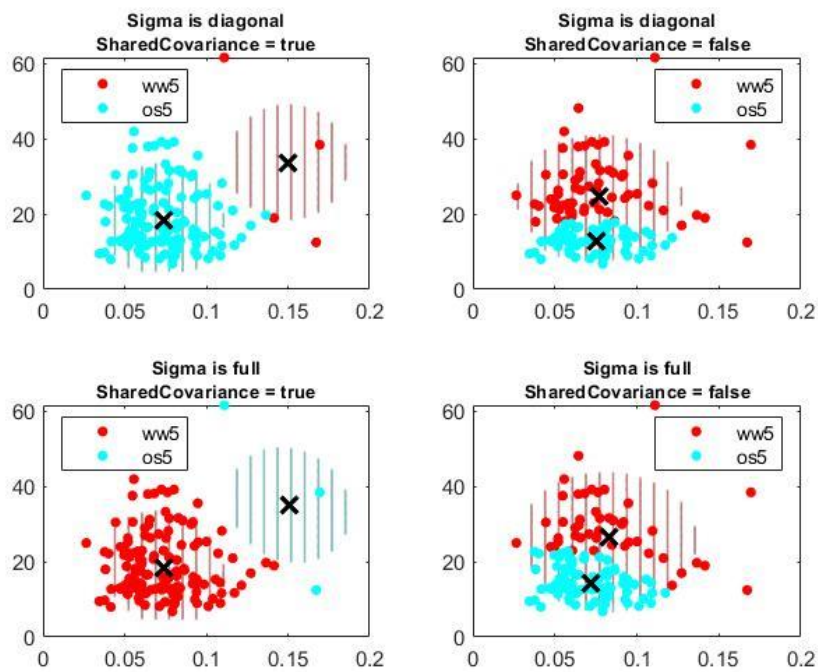 Sigma is diagonal
SharedCovariance = true
60
40
20
0
ww5
os5
0
0.05
0.1
0.15
0.2
Sigma is diagonal
SharedCovariance = false
60
40
20
0
ww5
os5
0
0.05
0.1
0.15
0.2
Sigma is full
SharedCovariance = true
60
40
20
0
ww5
os5
0
0.05
0.1
0.15
0.2
Sigma is full
SharedCovariance = false
60
40
20
0
ww5
os5
0
0.05
0.1
0.15
0.2